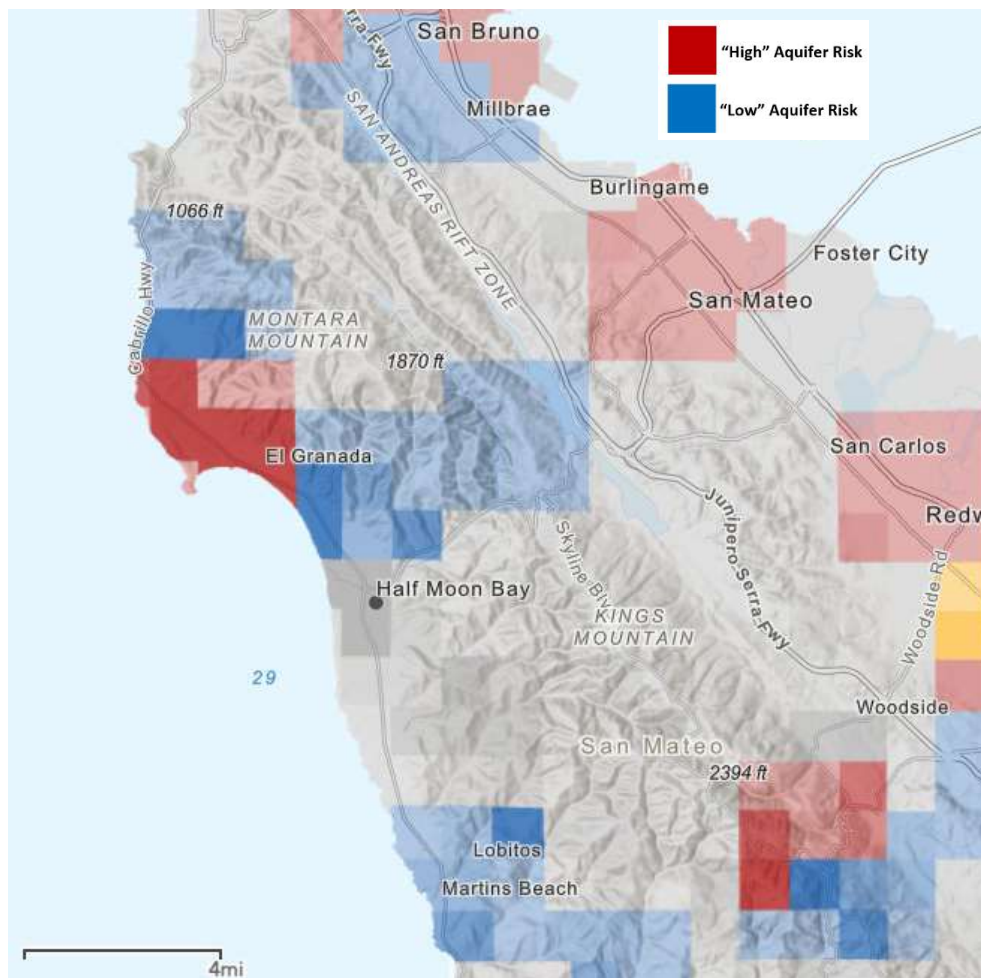 Serra Fwy
San Bruno
"High" Aquifer Risk
"Low" Aquifer Risk
Millbrae
SAN ANDREAS RIFT ZONE
Burlingame
1066 ft
Foster City
Cabrillo Hwy
San Mateo
MONTARA
MOUNTAIN
1870 ft
San Carlos
El Granada
Junipero Serra Fwy
Redw
Skyline Blv
Half Moon Bay
KINGS
MOUNTAIN
Woodside Rd
29
Woodside
San Mateo
2394 ft
Lobitos
Martins Beach
4mi